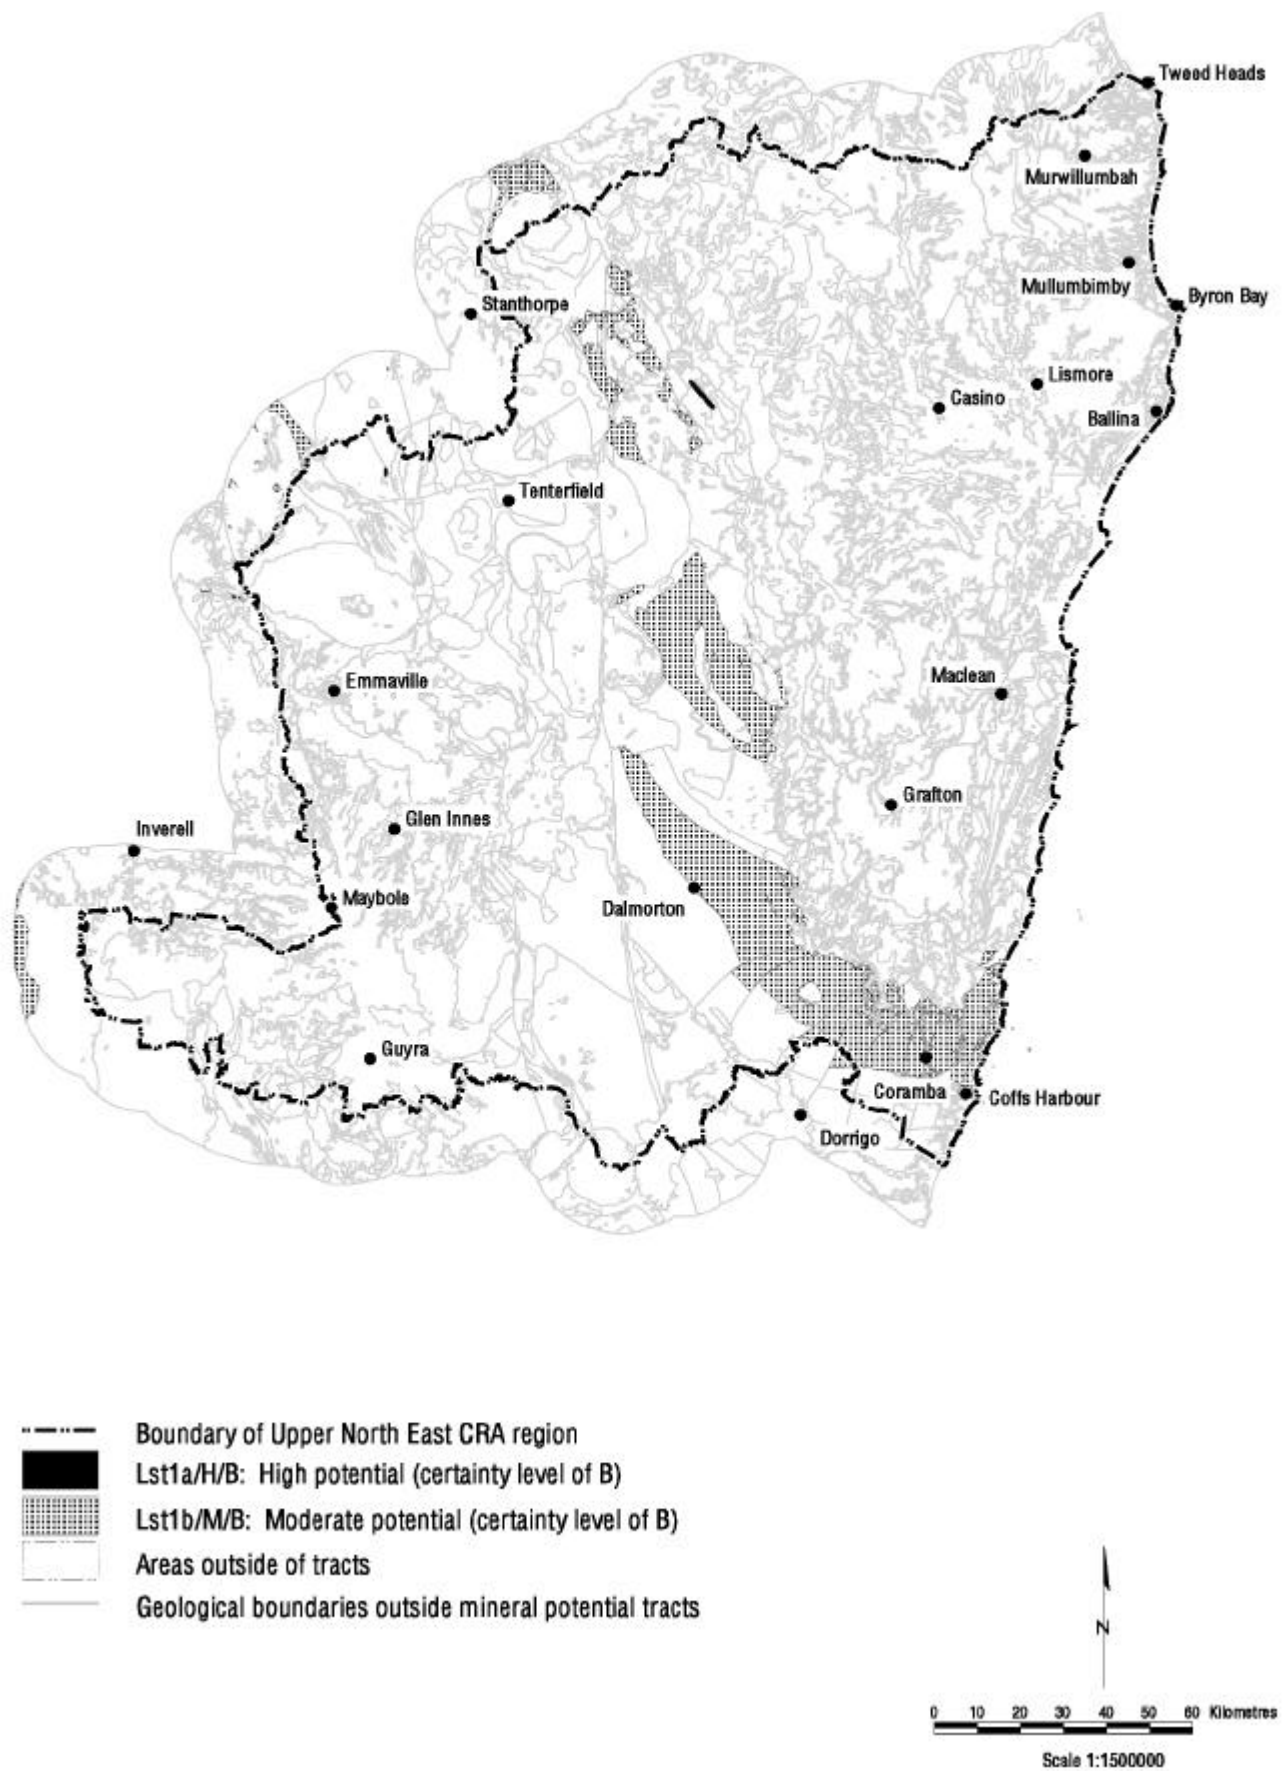 Tweed Heads
Murwillumbah
Mullumbimby
Byron Bay
Stanthorpe
Lismore
Casino
Ballina
Tenterfield
Emmaville
Maclean
Grafton
Glen Innes
Inverell
Maybole
Dalmorton
Guyra
Coramba
Coffs Harbour
Dorrigo
Boundary of Upper North East CRA region
Lst1a/H/B: High potential (certainty level of B)
Lst1b/M/B: Moderate potential (certainty level of B)
Areas outside of tracts
Geological boundaries outside mineral potential tracts
N
0 10 20 30 40 50 60 Kilometres
Scale 1:1500000